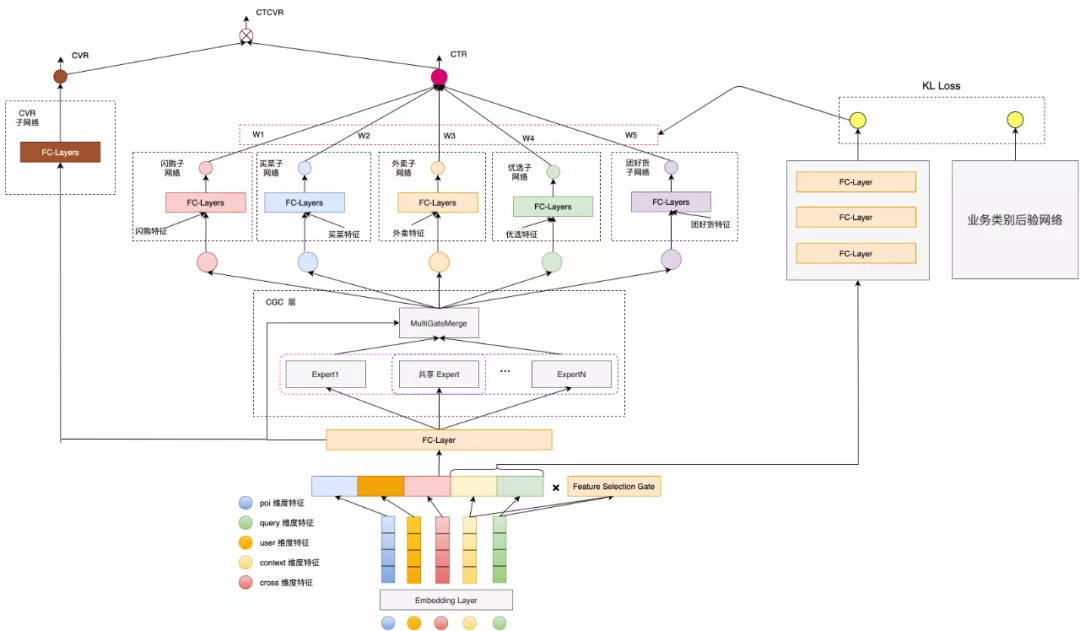 CTCVR
CVR
CTR
KL Loss
CVR
子网络
FC-Layers
W1
W2
W3
W4
W5
闪购子
网络
FC-Layers
闪购特征
买菜子
网络
FC-Layers
买菜特征
外卖子
网络
FC-Layers
外卖特征
优选子
网络
FC-Layers
优选特征
团好货
子网络
FC-Layers
团好货特征
FC-Layer
FC-Layer
FC-Layer
业务类别后验网络
CGC 层
MultiGateMerge
Expert1
共享 Expert
...
ExpertN
FC-Layer
Feature Selection Gate
poi 维度特征
query 维度特征
user 维度特征
context 维度特征
cross 维度特征
Embedding Layer